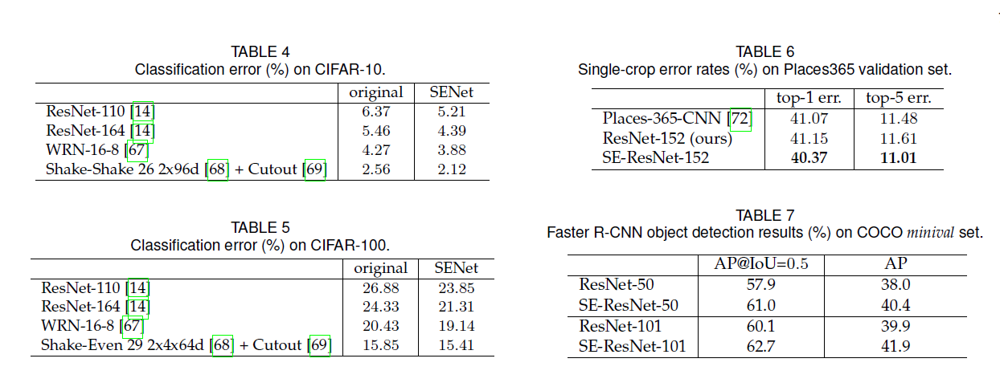 TABLE 4
Classification error (%) on CIFAR-10.
original SENet
ResNet-110 [14] 6.37 5.21
ResNet-164 [14] 5.46 4.39
WRN-16-8 [67] 4.27 3.88
Shake-Shake 26 2x96d [68] + Cutout [69] 2.56 2.12
TABLE 5
Classification error (%) on CIFAR-100.
original SENet
ResNet-110 [14] 26.88 23.85
ResNet-164 [14] 24.33 21.31
WRN-16-8 [67] 20.43 19.14
Shake-Even 29 2x4x64d [68] + Cutout [69] 15.85 15.41
TABLE 6
Single-crop error rates (%) on Places365 validation set.
top-1 err. top-5 err.
Places-365-CNN [72] 41.07 11.48
ResNet-152 (ours) 41.15 11.61
SE-ResNet-152 40.37 11.01
TABLE 7
Faster R-CNN object detection results (%) on COCO minival set.
AP@IoU=0.5 AP
ResNet-50 57.9 38.0
SE-ResNet-50 61.0 40.4
ResNet-101 60.1 39.9
SE-ResNet-101 62.7 41.9